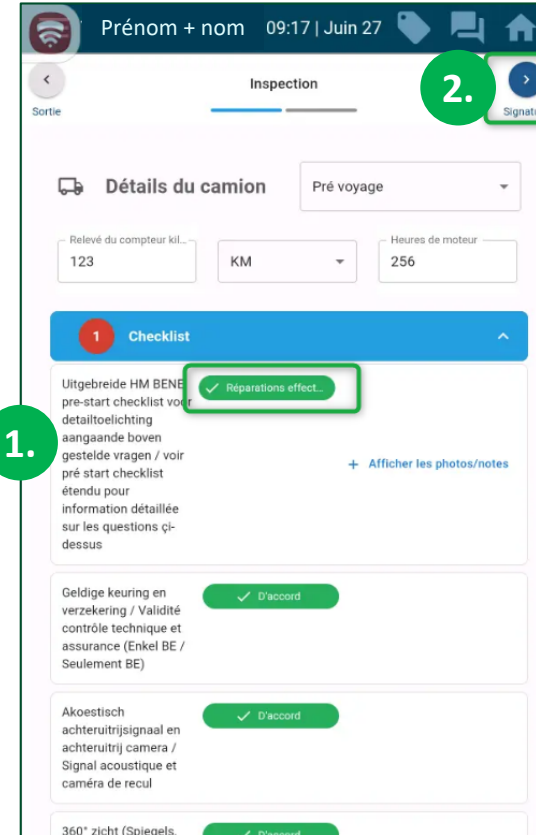 Prénom + nom 09:17 | Juin 27
Inspection
2.
Sortie
Signatu
Détails du camion
Pré voyage
Relevé du compteur kil...
123
KM
Heures de moteur
256
1 Checklist
Uitgebreide HM BENE
pre-start checklist voor
detailtoelichting
aangaande boven
gestelde vragen / voir
pré start checklist
étendu pour
information détaillée
sur les questions çi-
dessus
Réparations effect...
1.
+ Afficher les photos/notes
Geldige keuring en
verzekering / Validité
contrôle technique et
assurance (Enkel BE /
Seulement BE)
D'accord
Akoestisch
achteruitrijsignaal en
achteruitrij camera /
Signal acoustique et
caméra de recul
D'accord
360° zicht (Spiegels,
D'accord